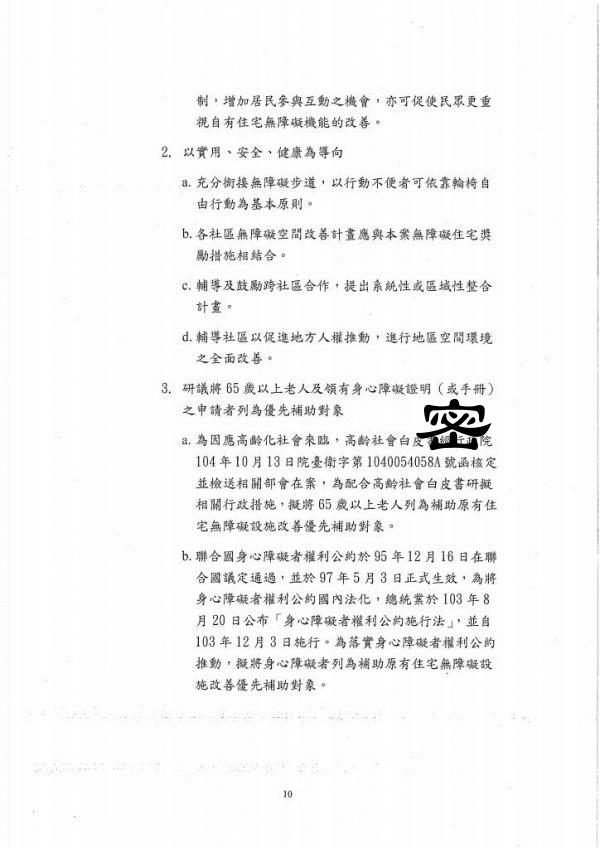 制，增加居民參與互動之機會，亦可促使民眾更重
視自有住宅無障礙機能的改善。
2. 以實用、安全、健康為導向
a. 充分銜接無障礙步道，以行動不便者可依靠輪椅自
由行動為基本原則。
b. 各社區無障礙空間改善計畫應與本案無障礙住宅獎
勵措施相結合。
c. 輔導及鼓勵跨社區合作，提出系統性或區域性整合
計畫。
d. 輔導社區以促進地方人權推動，進行地區空間環境
之全面改善。
3. 研議將 65 歲以上老人及領有身心障礙證明（或手冊）
之申請者列為優先補助對象
密
a. 為因應高齡化社會來臨，高齡社會白皮書經行政院
104 年 10 月 13 日院臺衛字第 1040054058A 號函核定
並檢送相關部會在案，為配合高齡社會白皮書研擬
相關行政措施，擬將 65 歲以上老人列為補助原有住
宅無障礙設施改善優先補助對象。
b. 聯合國身心障礙者權利公約於 95 年 12 月 16 日在聯
合國議定通過，並於 97 年 5 月 3 日正式生效，為將
身心障礙者權利公約國內法化，總統業於 103 年 8
月 20 日公布「身心障礙者權利公約施行法」，並自
103 年 12 月 3 日施行。為落實身心障礙者權利公約
推動，擬將身心障礙者列為補助原有住宅無障礙設
施改善優先補助對象。
10